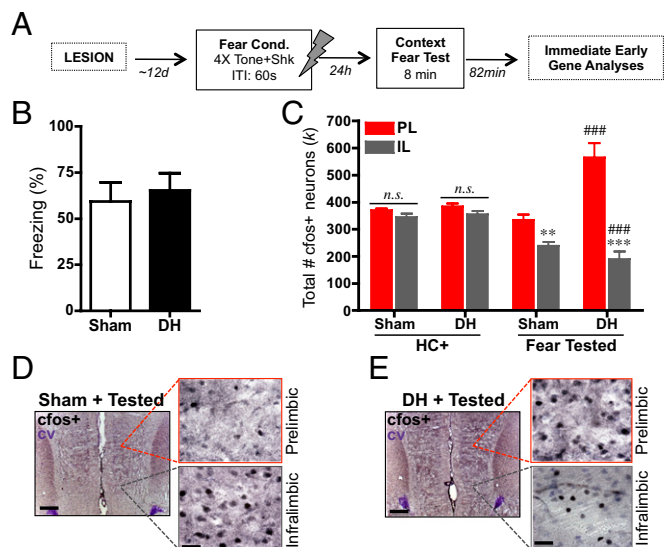 A
LESION
~12d
Fear Cond.
4X Tone+Shk
ITI: 60s
24h
Context
Fear Test
8 min
82min
Immediate Early
Gene Analyses
B
Freezing (%)
100
75
50
25
0
Sham
DH
C
Total # cfos+ neurons (k)
700
600
500
400
300
200
100
0
PL
IL
n.s.
n.s.
**
###
###
***
Sham
DH
Sham
DH
HC+
Fear Tested
D
Sham + Tested
cfos+
cv
Prelimbic
Infralimbic
E
DH + Tested
cfos+
cv
Prelimbic
Infralimbic